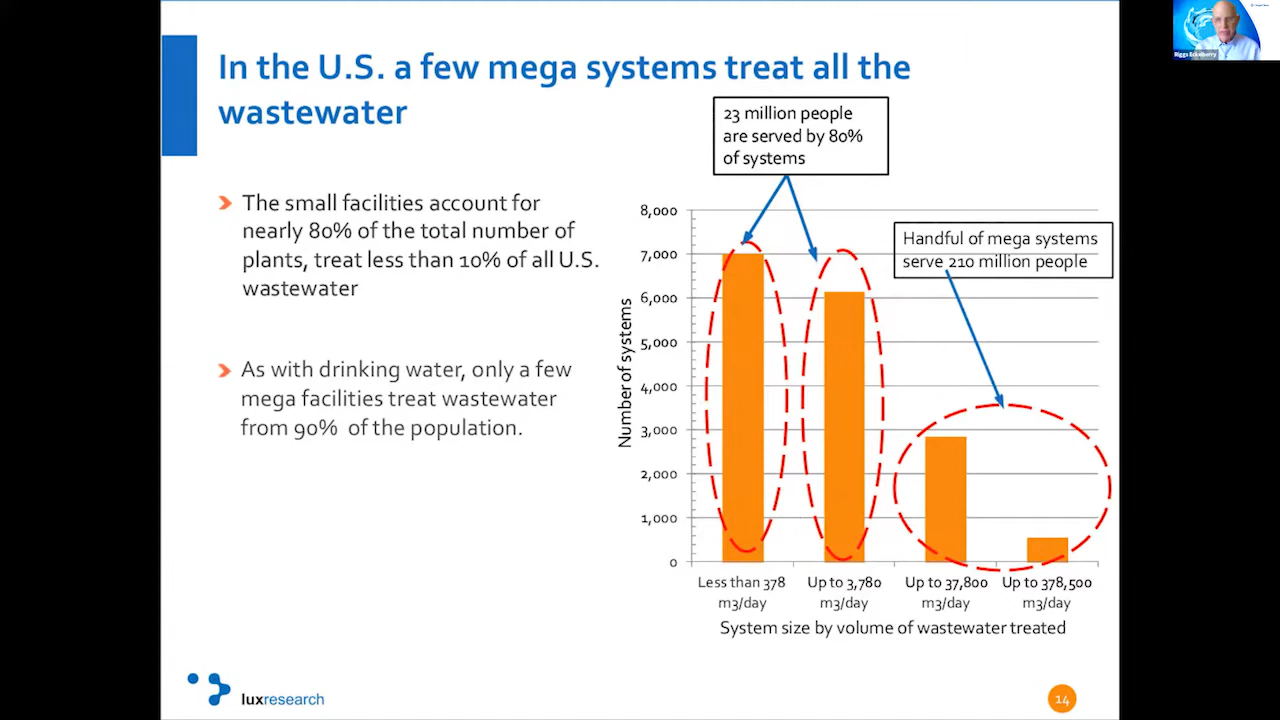 In the U.S. a few mega systems treat all the
wastewater
The small facilities account for
nearly 80% of the total number of
plants, treat less than 10% of all U.S.
wastewater
As with drinking water, only a few
mega facilities treat wastewater
from 90% of the population.
23 million people
are served by 80%
of systems
Handful of mega systems
serve 210 million people
Number of systems
8,000
7,000
6,000
5,000
4,000
3,000
2,000
1,000
0
Less than 378
m3/day
Up to 3,780
m3/day
Up to 37,800
m3/day
Up to 378,500
m3/day
System size by volume of wastewater treated
luxresearch
14
Riggs Eckelberry